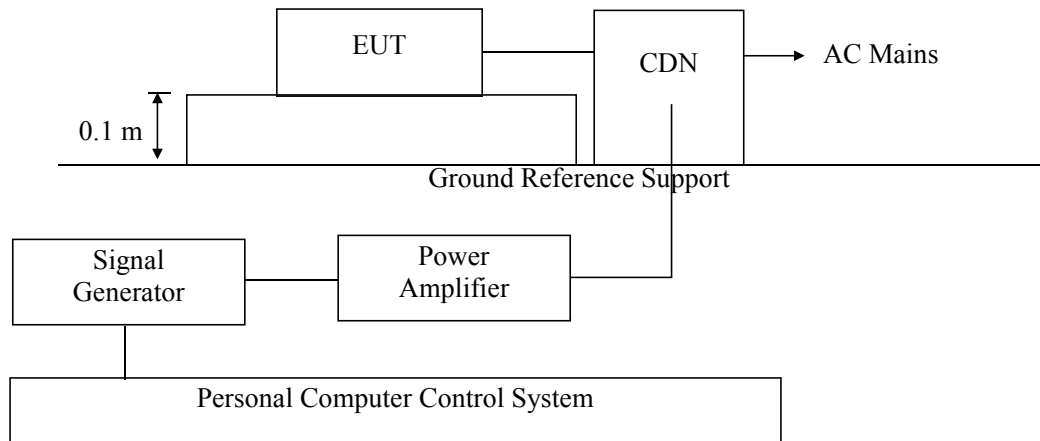 EUT
CDN
AC Mains
0.1 m
Ground Reference Support
Signal
Generator
Power
Amplifier
Personal Computer Control System